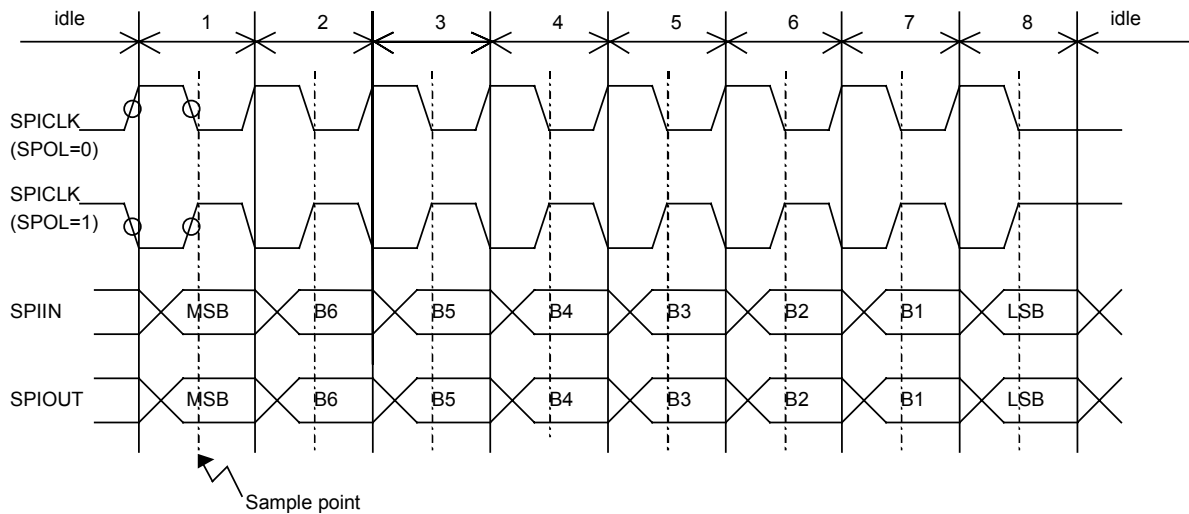 idle 1 2 3 4 5 6 7 8 idle
SPICLK
(SPOL=0)
SPICLK
(SPOL=1)
SPIIN MSB B6 B5 B4 B3 B2 B1 LSB
SPIOUT MSB B6 B5 B4 B3 B2 B1 LSB
Sample point